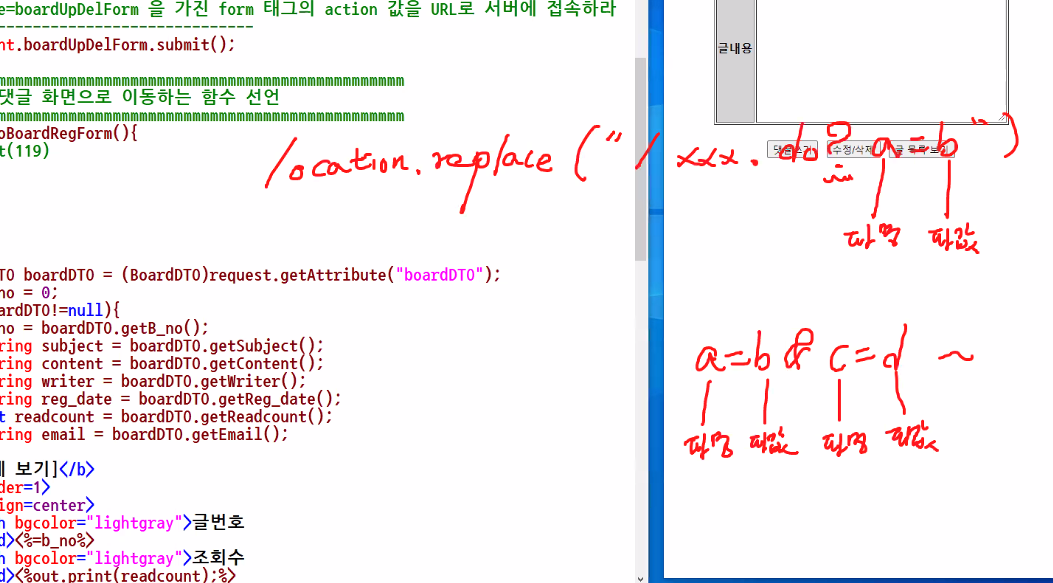 e=boardUpDelForm 을 가진 form 태그의 action 값을 URL로 서버에 접속하라
-----------------------------
nt.boardUpDelForm.submit();
mmmmmmmmmmmmmmmmmmmmmmmmmmmmmmmmmmmmmmmmmmmmmm
댓글 화면으로 이동하는 함수 선언
mmmmmmmmmmmmmmmmmmmmmmmmmmmmmmmmmmmmmmmmmmmmmm
oBoardRegForm(){
t(119)
TO boardDTO = (BoardDTO)request.getAttribute("boardDTO");
no = 0;
ardDTO!=null){
no = boardDTO.getB_no();
ring subject = boardDTO.getSubject();
ring content = boardDTO.getContent();
ring writer = boardDTO.getWriter();
ring reg_date = boardDTO.getReg_date();
t readcount = boardDTO.getReadcount();
ring email = boardDTO.getEmail();
보기]</b>
der=1>
ign=center>
n bgcolor="lightgray">글번호
d><%=b_no%>
n bgcolor="lightgray">조회수
d><%out.print(readcount);%>
글내용
댓글쓰기 수정/삭제 글 목록 보기
location.replace("/xxx.do?a=b")
파명 파값
a=b & c=d ~
파명 파값 파명 파값